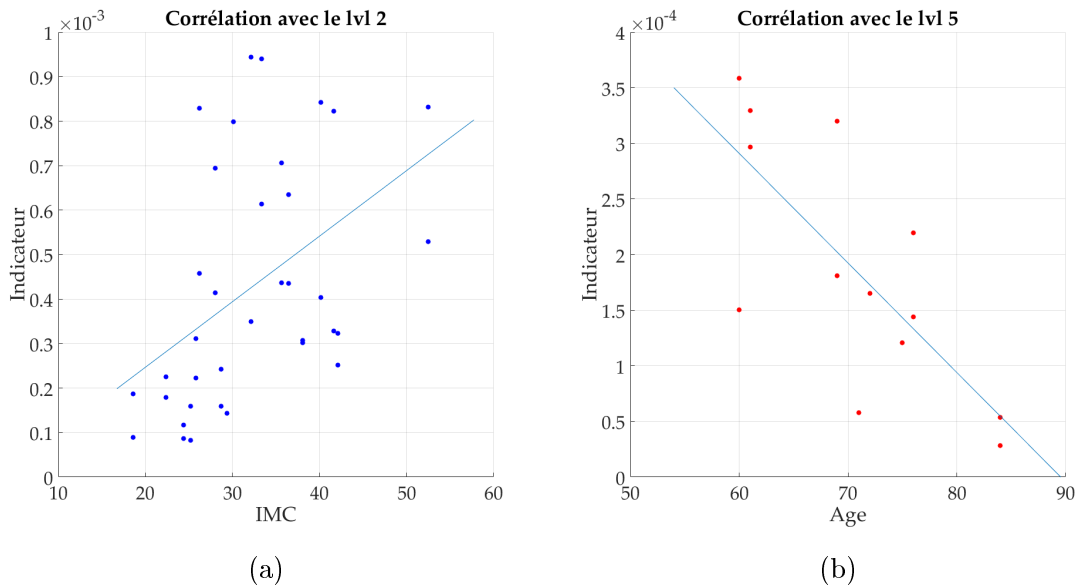 Corrélation avec le lvl 2
×10-3
1
0.9
0.8
0.7
0.6
0.5
0.4
0.3
0.2
0.1
0
10 20 30 40 50 60
Indicateur
IMC
(a)
Corrélation avec le lvl 5
×10-4
4
3.5
3
2.5
2
1.5
1
0.5
0
50 60 70 80 90
Indicateur
Age
(b)